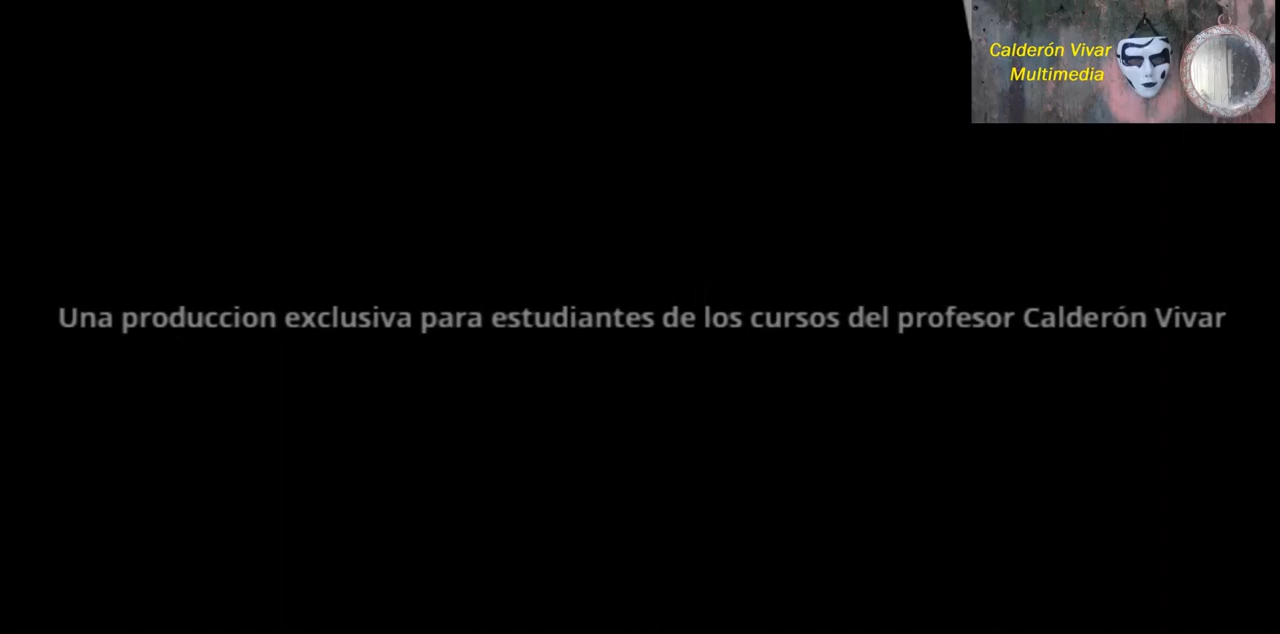 Calderón Vivar
Multimedia
Una produccion exclusiva para estudiantes de los cursos del profesor Calderón Vivar